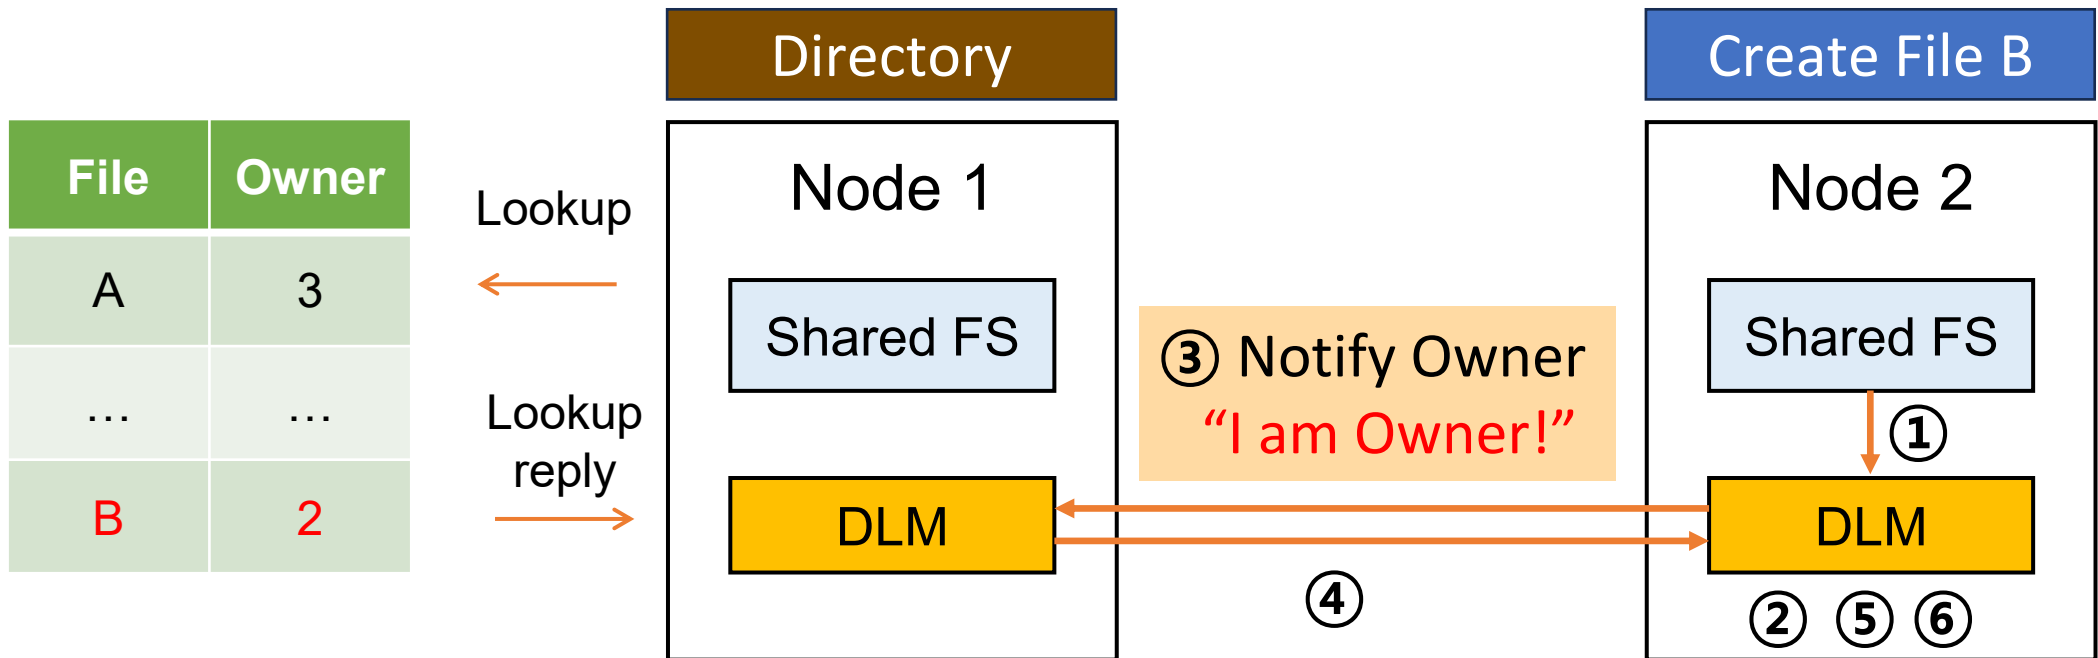 Directory
Create File B
File Owner
A 3
... ...
B 2
Lookup
Lookup
reply
Node 1
Shared FS
DLM
③ Notify Owner
“I am Owner!”
④
Node 2
Shared FS
①
DLM
② ⑤ ⑥